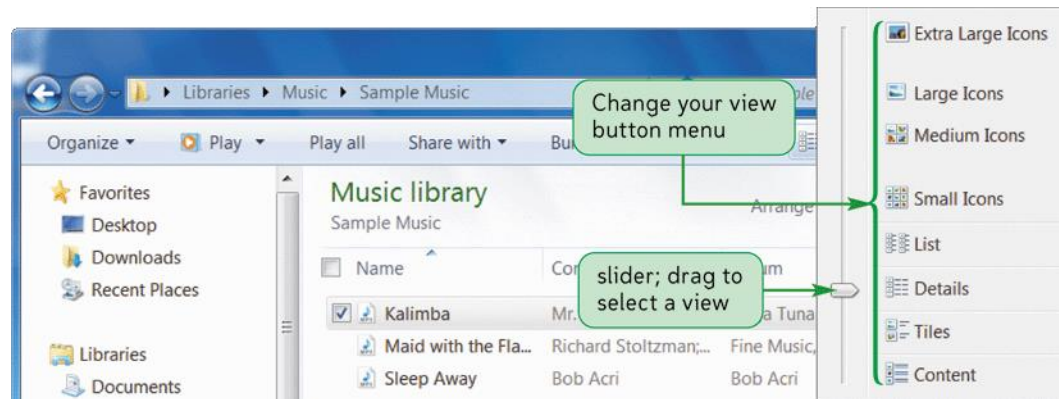 Extra Large Icons
Libraries Music Sample Music
Change your view
button menu
Large Icons
Organize Play Play all Share with Bu
Medium Icons
Favorites
Music library
Small Icons
Desktop
Sample Music
Arrange
Downloads
List
Recent Places
Name
slider; drag to
select a view
Details
Kalimba Mr. Tuna
Maid with the Fla... Richard Stoltzman;... Fine Music,
Tiles
Libraries
Documents
Sleep Away Bob Acri Bob Acri
Content